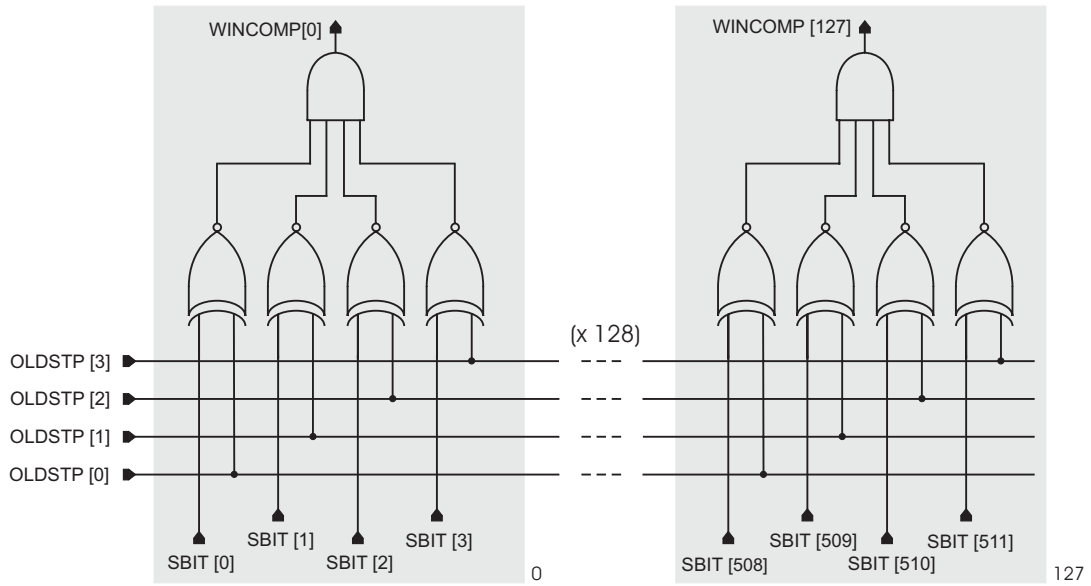 WINCOMP[0]
WINCOMP [127]
(x 128)
OLDSTP [3]
OLDSTP [2]
OLDSTP [1]
OLDSTP [0]
SBIT [0]
SBIT [1]
SBIT [2]
SBIT [3]
0
SBIT [508]
SBIT [509]
SBIT [510]
SBIT [511]
127